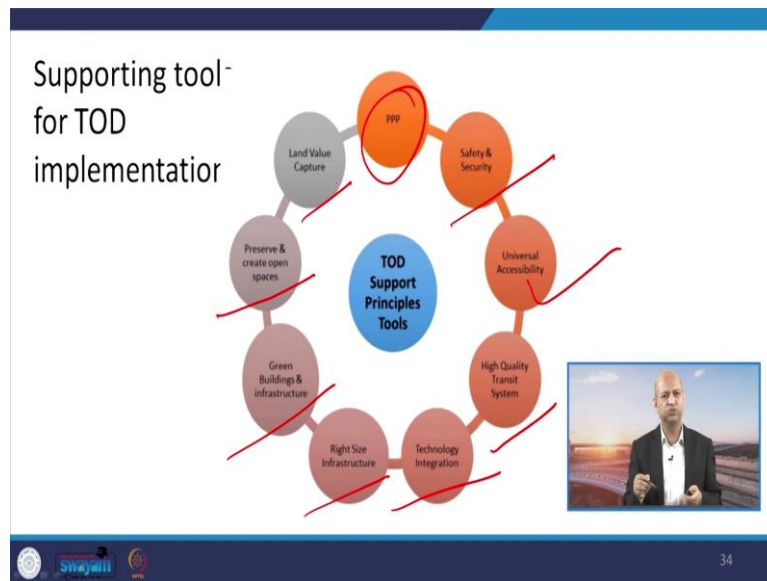 Supporting tool
for TOD
implementation
PPP
Safety &
Security
Universal
Accessibility
High Quality
Transit
System
Technology
Integration
Right Size
Infrastructure
Green
Buildings &
infrastructure
Preserve &
create open
spaces
Land Value
Capture
TOD
Support
Principles
Tools
swayam
34